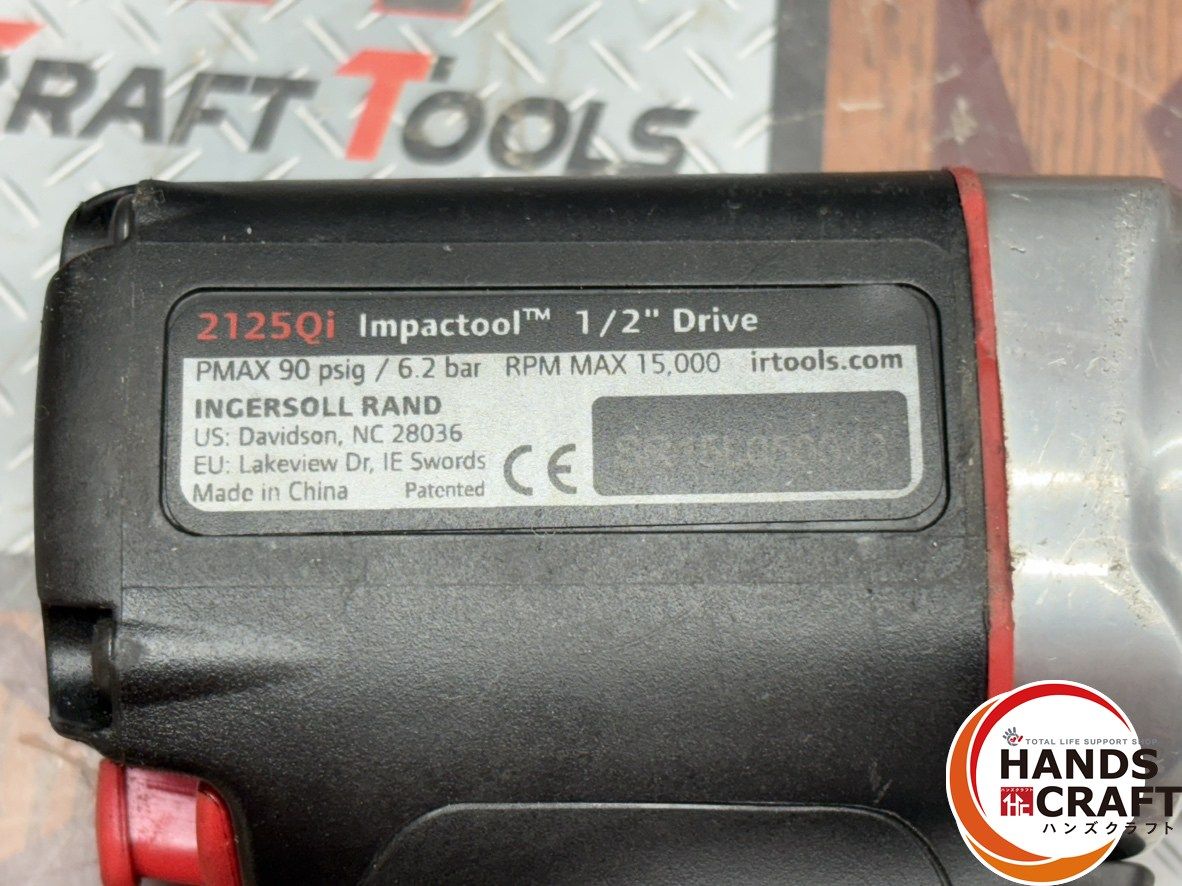 CRAFT TOOLS
2125Qi Impactool™ 1/2" Drive
PMAX 90 psig / 6.2 bar RPM MAX 15,000 irtools.com
INGERSOLL RAND
US: Davidson, NC 28036
EU: Lakeview Dr, IE Swords
Made in China Patented CE
TOTAL LIFE SUPPORT SHOP
HANDS
ハンズクラフト
CRAFT
ハンズクラフト